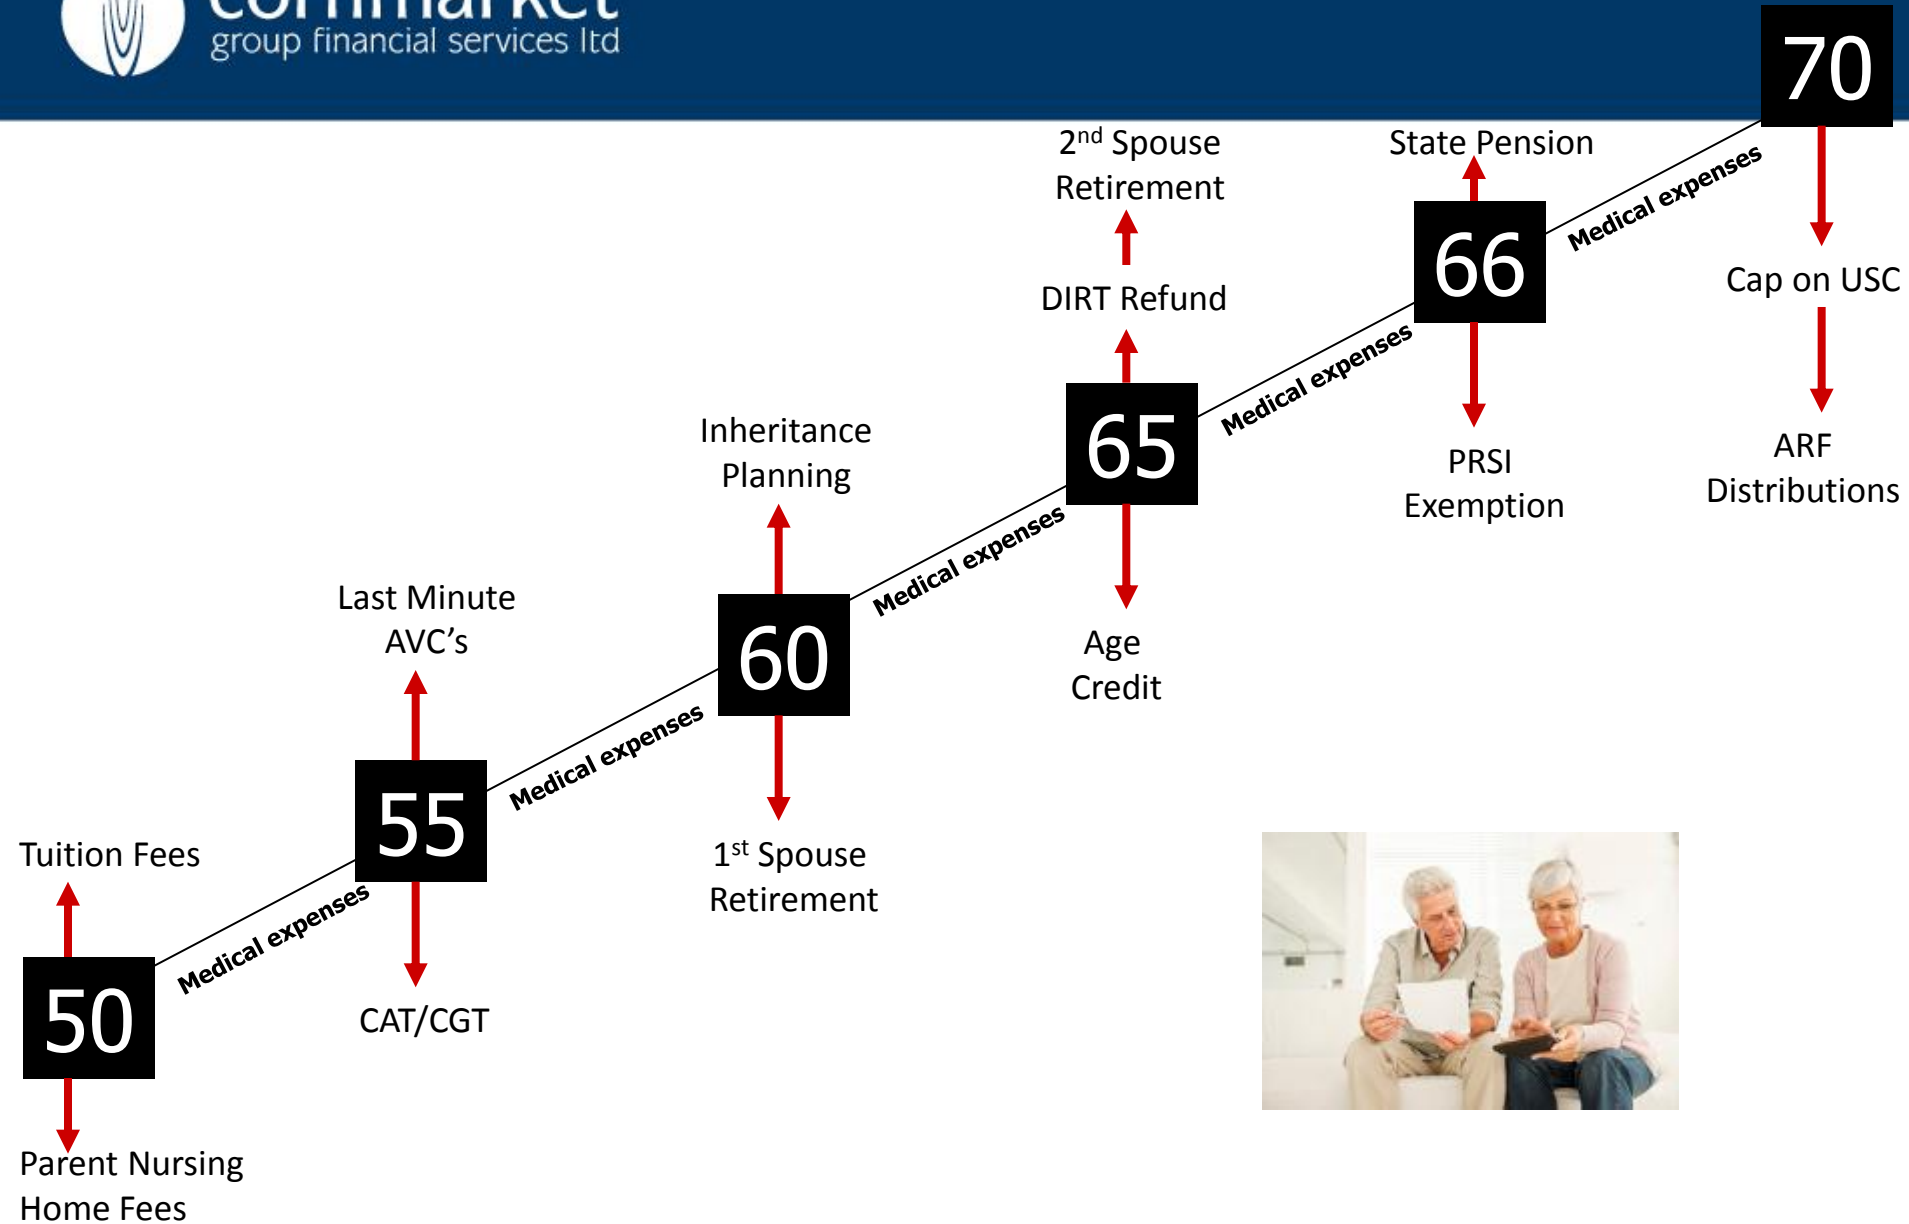 cornmarket
group financial services ltd
70
2nd Spouse
Retirement
State Pension
Medical expenses
66
DIRT Refund
Cap on USC
Medical expenses
65
Inheritance
Planning
PRSI
Exemption
ARF
Distributions
Medical expenses
Last Minute
AVC's
60
Age
Credit
Medical expenses
55
Tuition Fees
1st Spouse
Retirement
Medical expenses
50
CAT/CGT
Parent Nursing
Home Fees